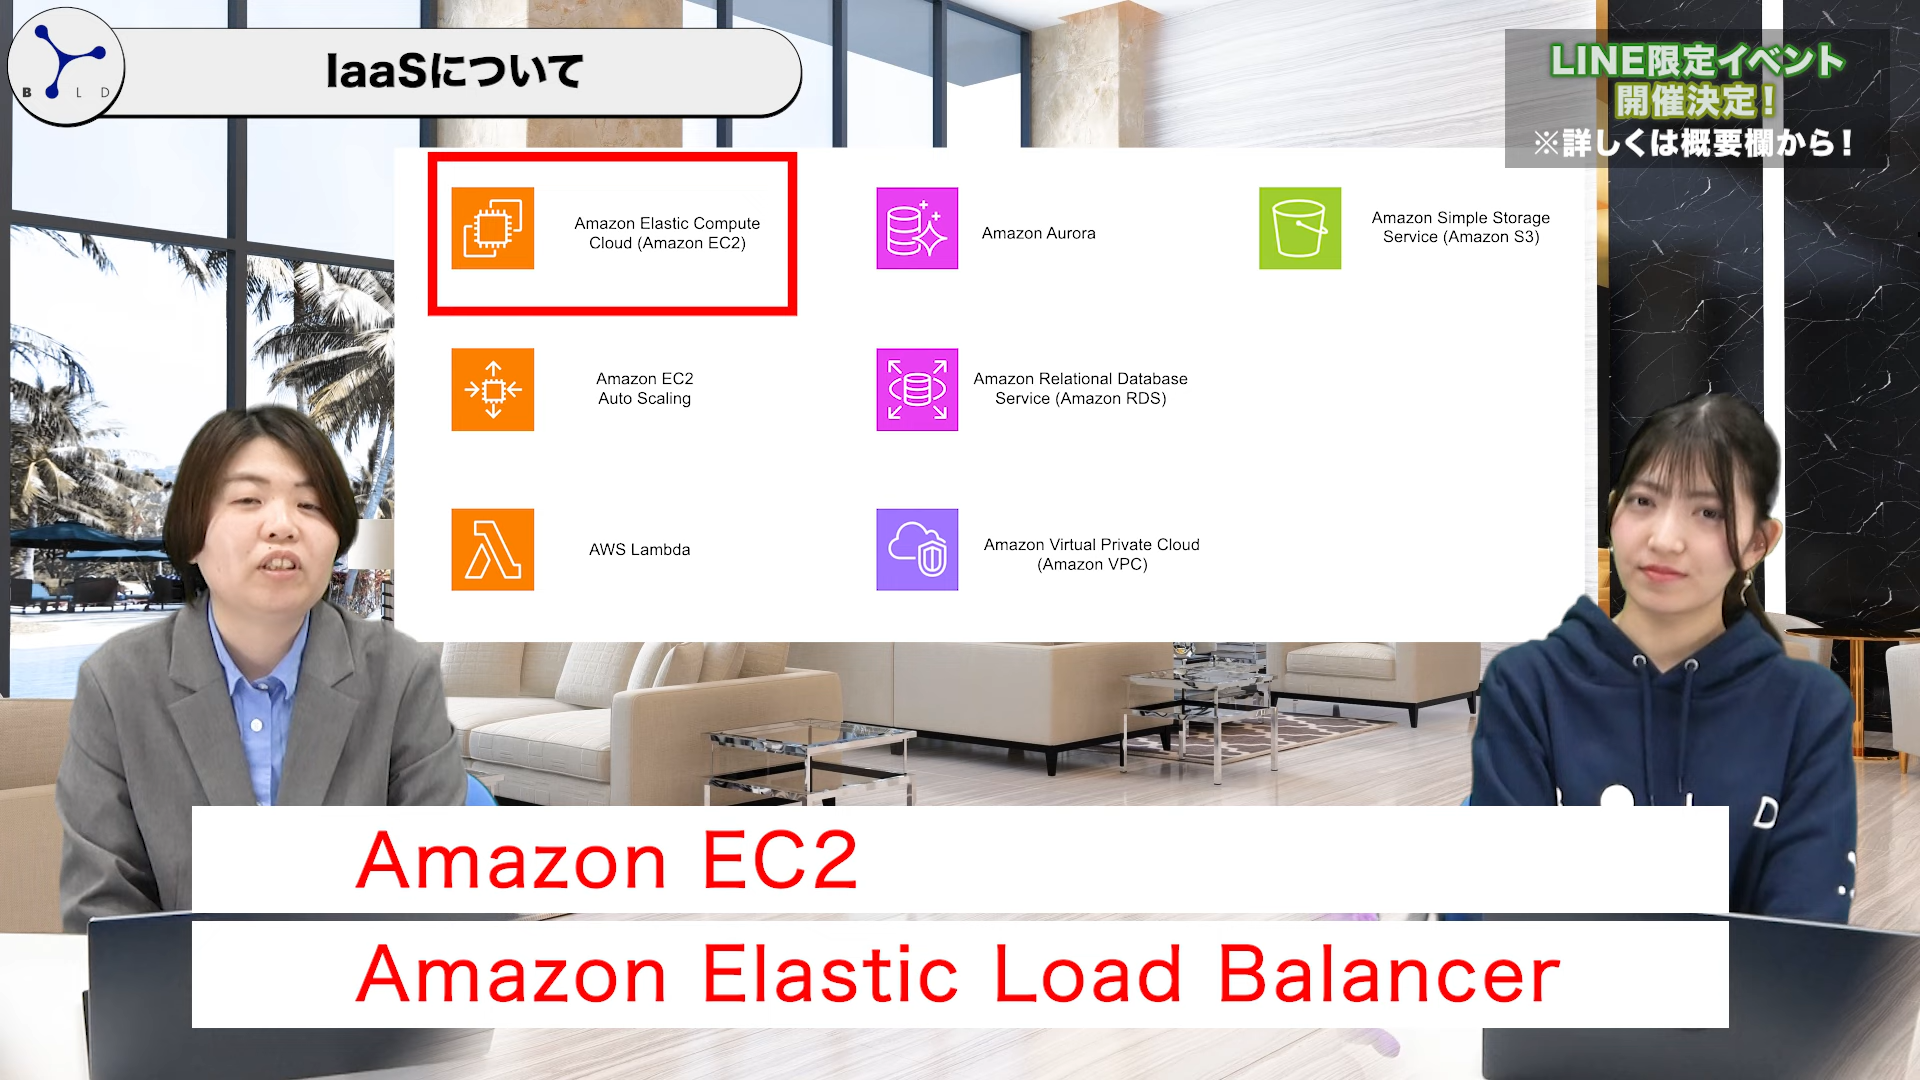 BOLD
IaaSについて
LINE限定イベント
開催決定！
※詳しくは概要欄から！
Amazon Elastic Compute
Cloud (Amazon EC2)
Amazon Aurora
Amazon Simple Storage
Service (Amazon S3)
Amazon EC2
Auto Scaling
Amazon Relational Database
Service (Amazon RDS)
AWS Lambda
Amazon Virtual Private Cloud
(Amazon VPC)
D
Amazon EC2
Amazon Elastic Load Balancer